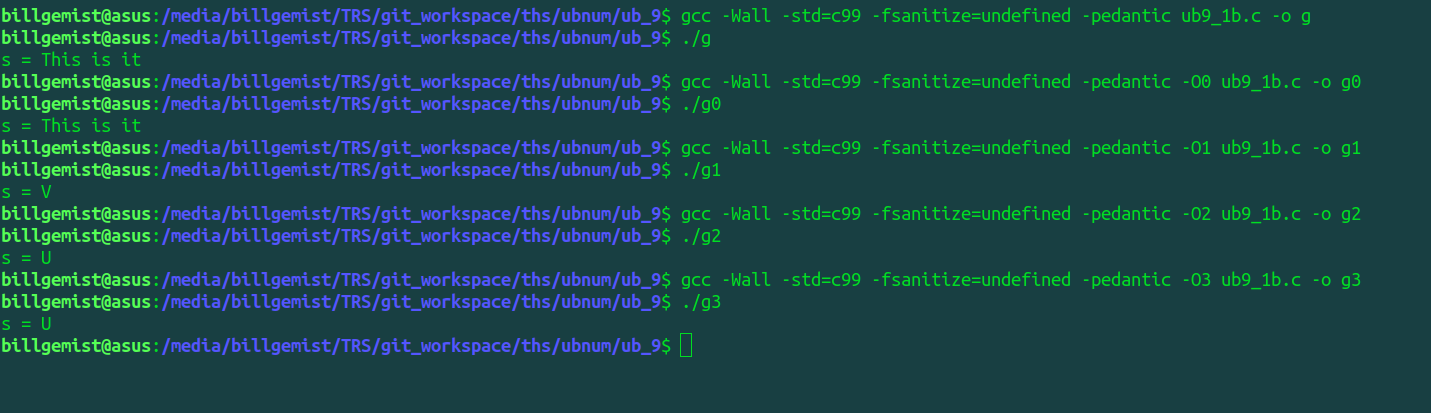 billgemist@asus:/media/billgemist/TRS/git_workspace/ths/ubnum/ub_9$ gcc -Wall -std=c99 -fsanitize=undefined -pedantic ub9_1b.c -o g
billgemist@asus:/media/billgemist/TRS/git_workspace/ths/ubnum/ub_9$ ./g
s = This is it
billgemist@asus:/media/billgemist/TRS/git_workspace/ths/ubnum/ub_9$ gcc -Wall -std=c99 -fsanitize=undefined -pedantic -O0 ub9_1b.c -o g0
billgemist@asus:/media/billgemist/TRS/git_workspace/ths/ubnum/ub_9$ ./g0
s = This is it
billgemist@asus:/media/billgemist/TRS/git_workspace/ths/ubnum/ub_9$ gcc -Wall -std=c99 -fsanitize=undefined -pedantic -O1 ub9_1b.c -o g1
billgemist@asus:/media/billgemist/TRS/git_workspace/ths/ubnum/ub_9$ ./g1
s = V
billgemist@asus:/media/billgemist/TRS/git_workspace/ths/ubnum/ub_9$ gcc -Wall -std=c99 -fsanitize=undefined -pedantic -O2 ub9_1b.c -o g2
billgemist@asus:/media/billgemist/TRS/git_workspace/ths/ubnum/ub_9$ ./g2
s = U
billgemist@asus:/media/billgemist/TRS/git_workspace/ths/ubnum/ub_9$ gcc -Wall -std=c99 -fsanitize=undefined -pedantic -O3 ub9_1b.c -o g3
billgemist@asus:/media/billgemist/TRS/git_workspace/ths/ubnum/ub_9$ ./g3
s = U
billgemist@asus:/media/billgemist/TRS/git_workspace/ths/ubnum/ub_9$